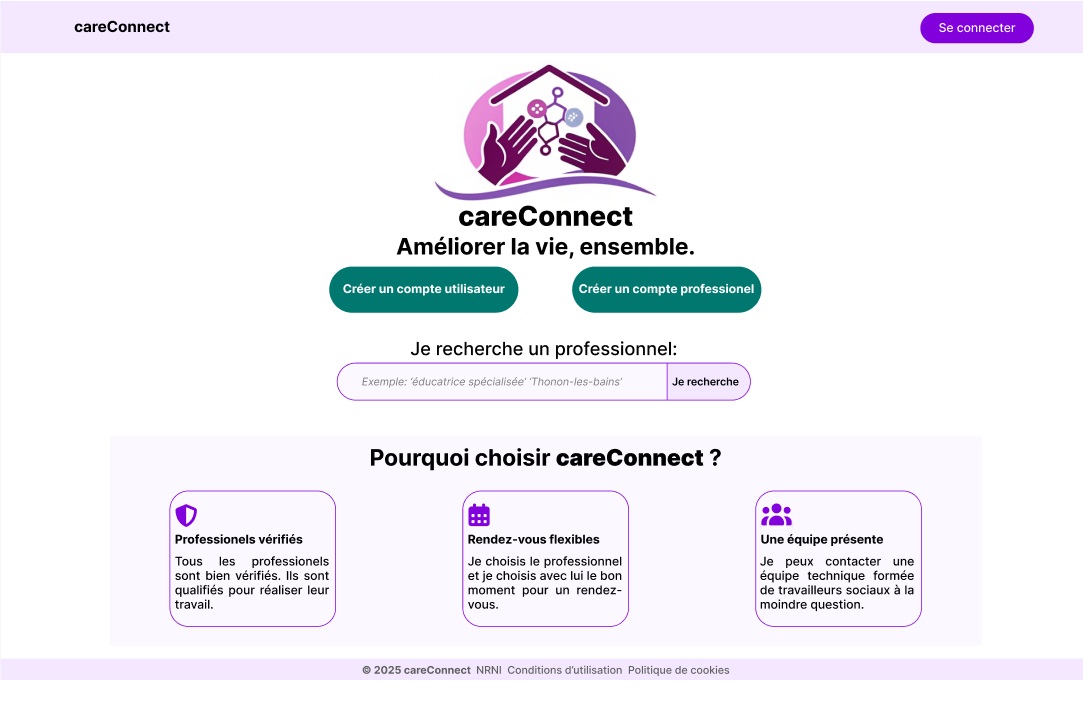 careConnect
Se connecter
careConnect
Améliorer la vie, ensemble.
Créer un compte utilisateur
Créer un compte professionel
Je recherche un professionnel:
Exemple: ‘éducatrice spécialisée’ ‘Thonon-les-bains’
Je recherche
Pourquoi choisir careConnect ?
Professionels vérifiés
Tous les professionels
sont bien vérifiés. Ils sont
qualifiés pour réaliser leur
travail.
Rendez-vous flexibles
Je choisis le professionnel
et je choisis avec lui le bon
moment pour un rendez-
vous.
Une équipe présente
Je peux contacter une
équipe technique formée
de travailleurs sociaux à la
moindre question.
© 2025 careConnect NRNI Conditions d’utilisation Politique de cookies